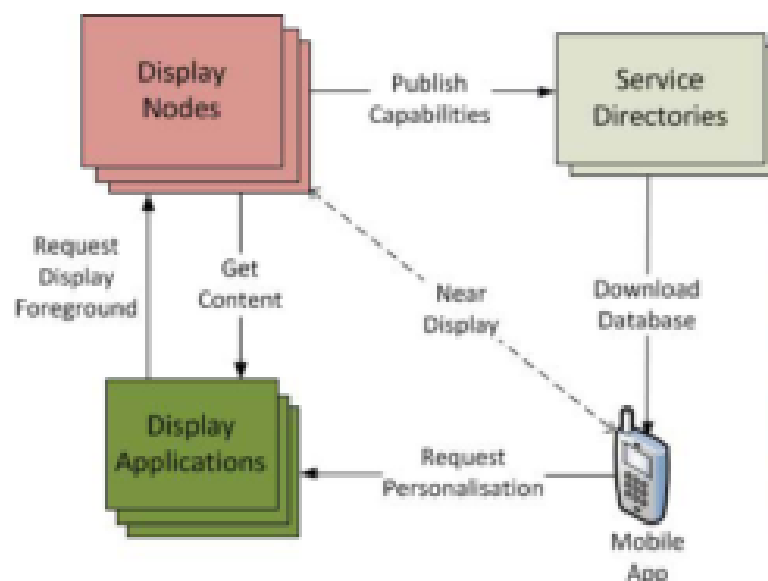 Display
Nodes
Publish
Capabilities
Service
Directories
Request
Display
Foreground
Get
Content
Near
Display
Download
Database
Display
Applications
Request
Personalisation
Mobile
App